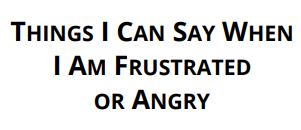 THINGS I CAN SAY WHEN
I AM FRUSTRATED
OR ANGRY